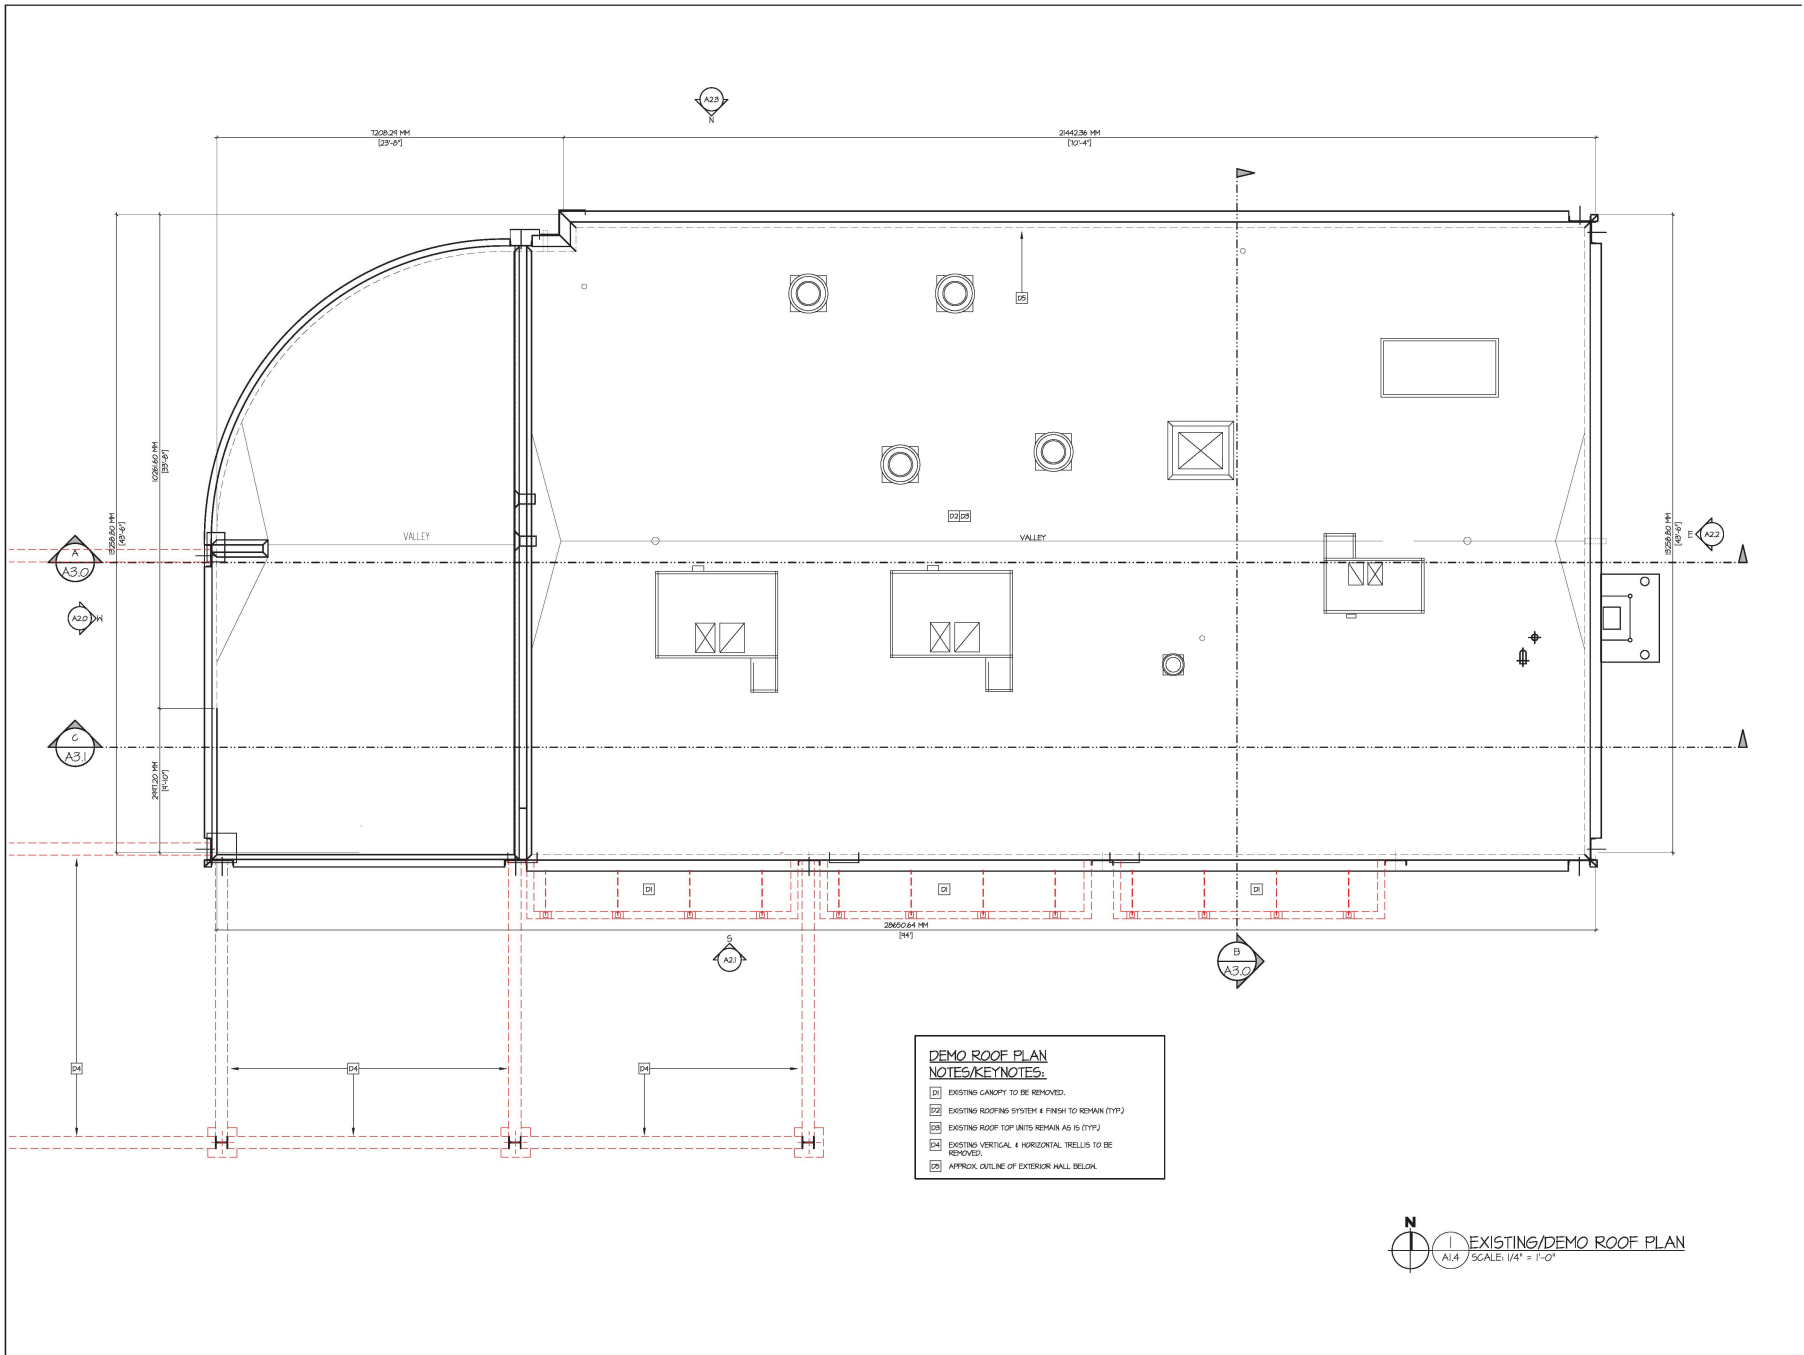 A2.3
N
7208.29 MM
[23'-8"]
21442.36 MM
[70'-4"]
D5
10261.60 MM
[33'-8"]
13258.80 MM
[43'-6"]
13258.80 MM
[43'-6"]
D2 D3
VALLEY
VALLEY
E
A2.2
A
A3.0
A2.0
W
C
A3.1
2997.20 MM
[9'-10"]
D1
D1
D1
28650.64 MM
[94']
S
A2.1
B
A3.0
D4
D4
D4
DEMO ROOF PLAN
NOTES/KEYNOTES:
D1 EXISTING CANOPY TO BE REMOVED.
D2 EXISTING ROOFING SYSTEM & FINISH TO REMAIN (TYP.)
D3 EXISTING ROOF TOP UNITS REMAIN AS IS (TYP.)
D4 EXISTING VERTICAL & HORIZONTAL TRELLIS TO BE
REMOVED.
D5 APPROX. OUTLINE OF EXTERIOR WALL BELOW.
N
1
A1.4
EXISTING/DEMO ROOF PLAN
SCALE: 1/4" = 1'-0"